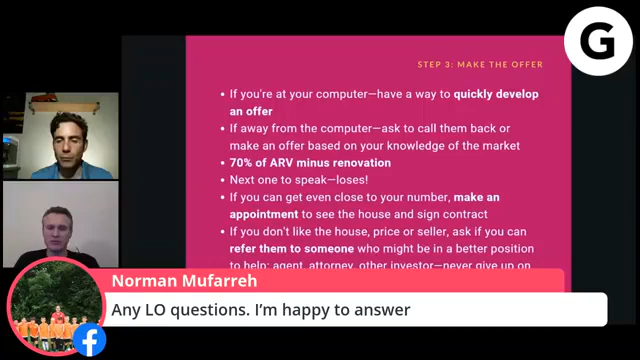 G
STEP 3: MAKE THE OFFER
• If you're at your computer—have a way to quickly develop
an offer
• If away from the computer—ask to call them back or
make an offer based on your knowledge of the market
• 70% of ARV minus renovation
• Next one to speak—loses!
• If you can get even close to your number, make an
appointment to see the house and sign contract
• If you don't like the house, price or seller, ask if you can
refer them to someone who might be in a better position
to help: agent, attorney, other investor—never give up on
Norman Mufarreh
Any LO questions. I’m happy to answer
f